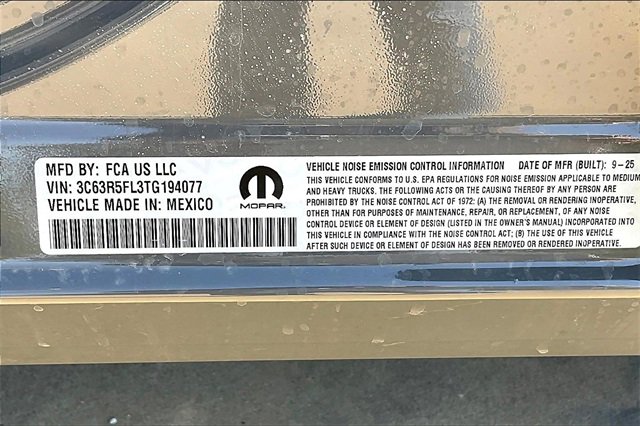 MFD BY: FCA US LLC
VIN: 3C63R5FL3TG194077
VEHICLE MADE IN: MEXICO
MOPAR
VEHICLE NOISE EMISSION CONTROL INFORMATION DATE OF MFR (BUILT): 9-25
THIS VEHICLE CONFORMS TO U.S. EPA REGULATIONS FOR NOISE EMISSION APPLICABLE TO MEDIUM
AND HEAVY TRUCKS. THE FOLLOWING ACTS OR THE CAUSING THEREOF BY ANY PERSON
ARE PROHIBITED BY THE NOISE CONTROL ACT OF 1972: (A) THE REMOVAL OR RENDERING INOPERATIVE,
OTHER THAN FOR PURPOSES OF MAINTENANCE, REPAIR, OR REPLACEMENT, OF ANY NOISE
CONTROL DEVICE OR ELEMENT OF DESIGN (LISTED IN THE OWNER'S MANUAL) INCORPORATED INTO
THIS VEHICLE IN COMPLIANCE WITH THE NOISE CONTROL ACT; (B) THE USE OF THIS VEHICLE
AFTER SUCH DEVICE OR ELEMENT OF DESIGN HAS BEEN REMOVED OR RENDERED INOPERATIVE.